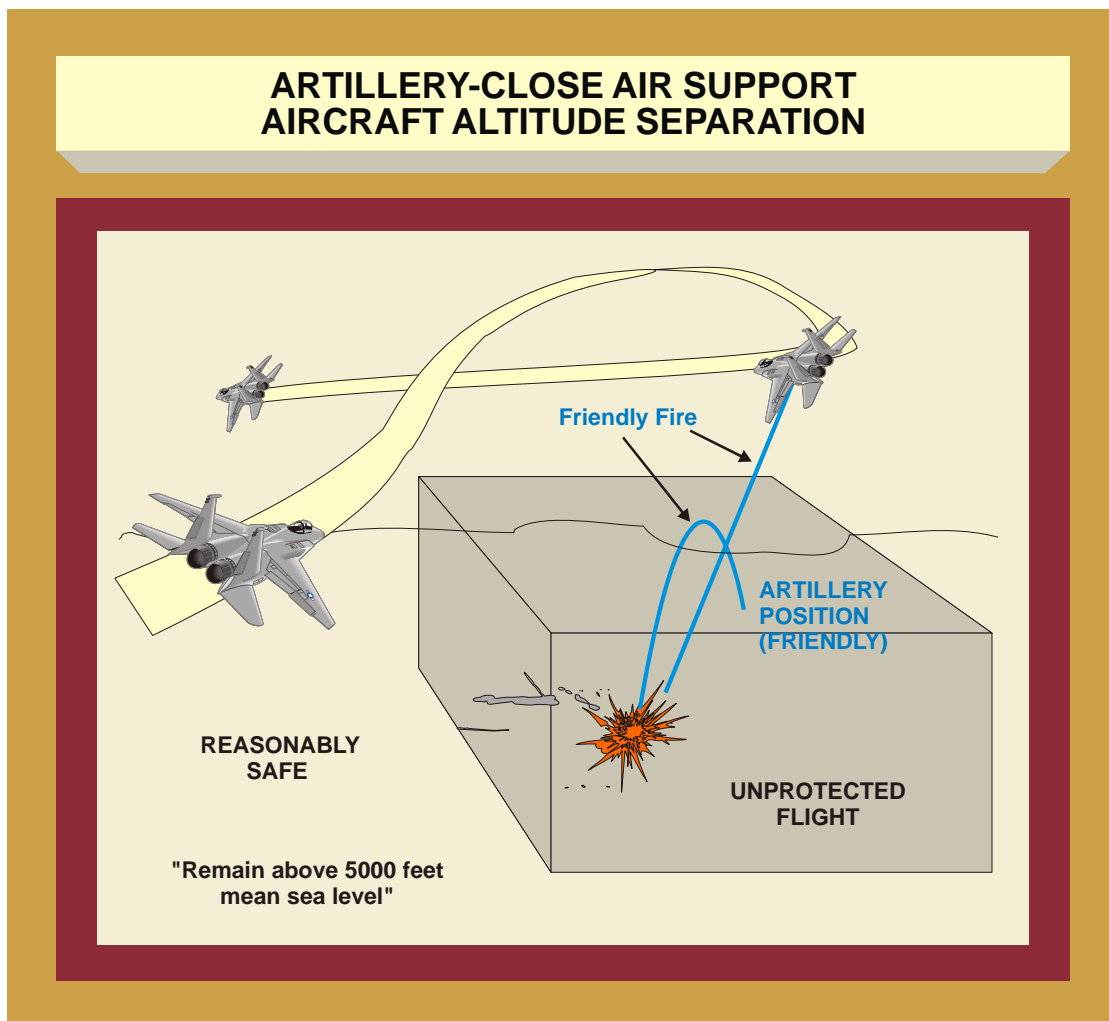 ARTILLERY-CLOSE AIR SUPPORT
AIRCRAFT ALTITUDE SEPARATION
Friendly Fire
ARTILLERY
POSITION
(FRIENDLY)
REASONABLY
SAFE
UNPROTECTED
FLIGHT
"Remain above 5000 feet
mean sea level"